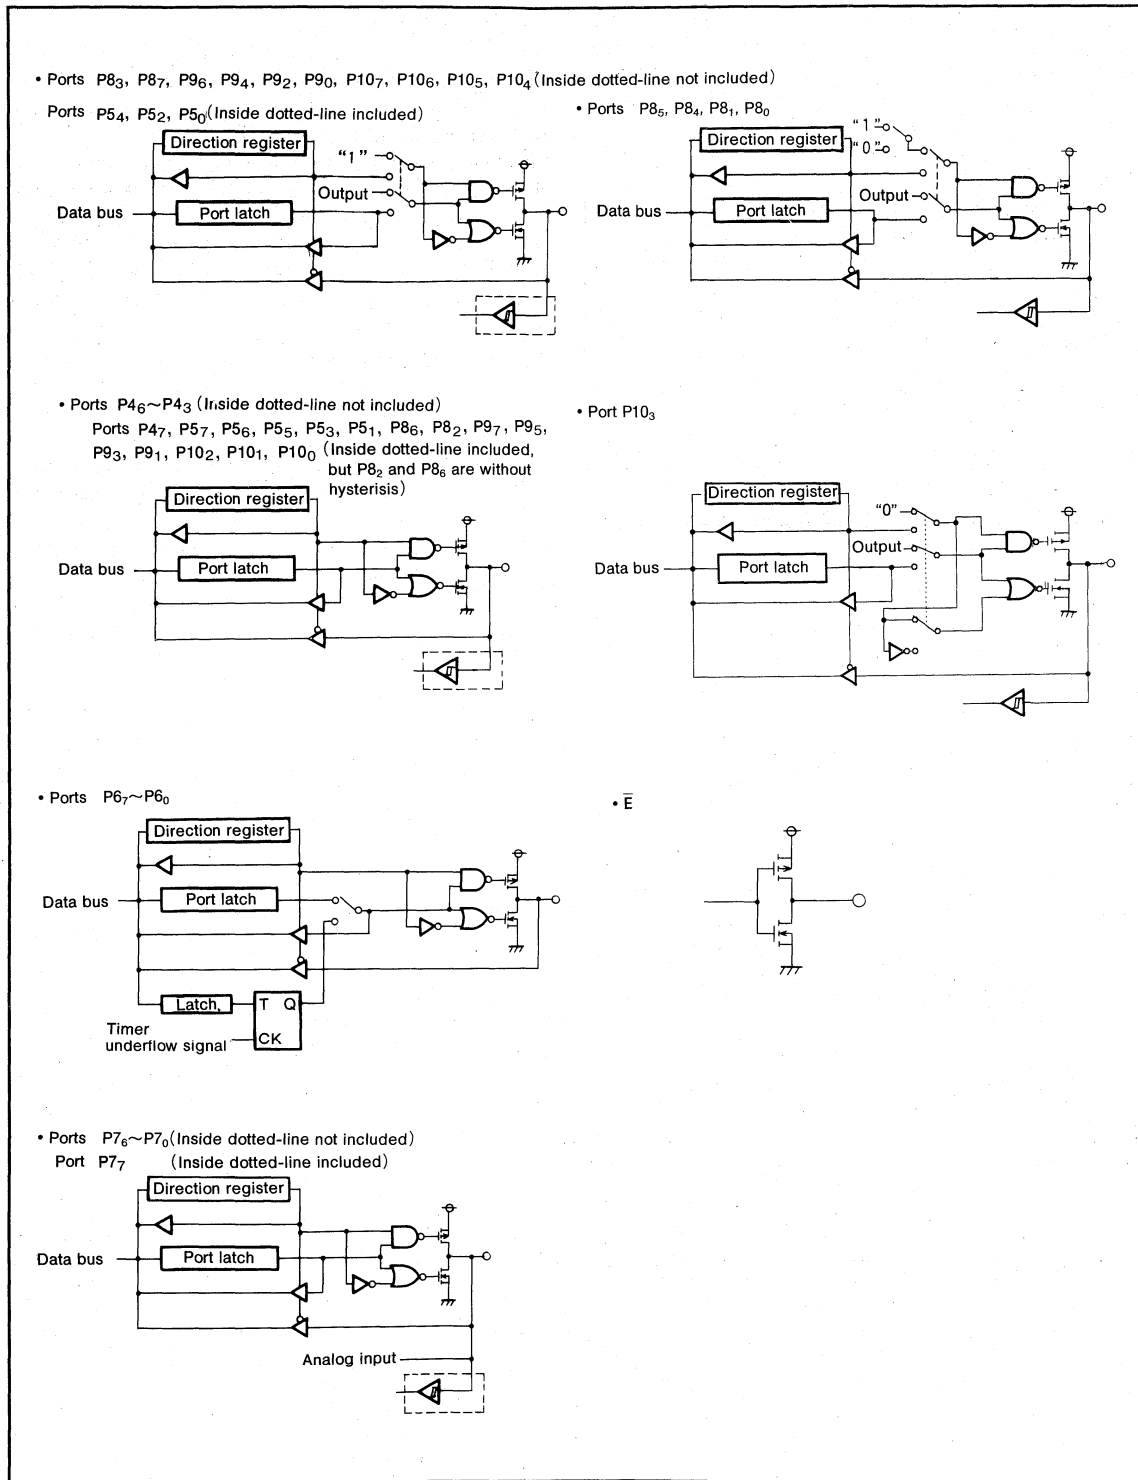 • Ports P8₃, P8₇, P9₆, P9₄, P9₂, P9₀, P10₇, P10₆, P10₅, P10₄ (Inside dotted-line not included)
Ports P5₄, P5₂, P5₀ (Inside dotted-line included)
Direction register
"1"
Output
Data bus
Port latch
• Ports P8₅, P8₄, P8₁, P8₀
"1"
Direction register
"0"
Output
Data bus
Port latch
• Ports P4₆~P4₃ (Inside dotted-line not included)
Ports P4₇, P5₇, P5₆, P5₅, P5₃, P5₁, P8₆, P8₂, P9₇, P9₅,
P9₃, P9₁, P10₂, P10₁, P10₀ (Inside dotted-line included,
but P8₂ and P8₆ are without
hysterisis)
Direction register
Data bus
Port latch
• Port P10₃
Direction register
"0"
Output
Data bus
Port latch
• Ports P6₇~P6₀
Direction register
Data bus
Port latch
Latch
T Q
Timer
underflow signal
CK
• E̅
• Ports P7₆~P7₀ (Inside dotted-line not included)
Port P7₇ (Inside dotted-line included)
Direction register
Data bus
Port latch
Analog input